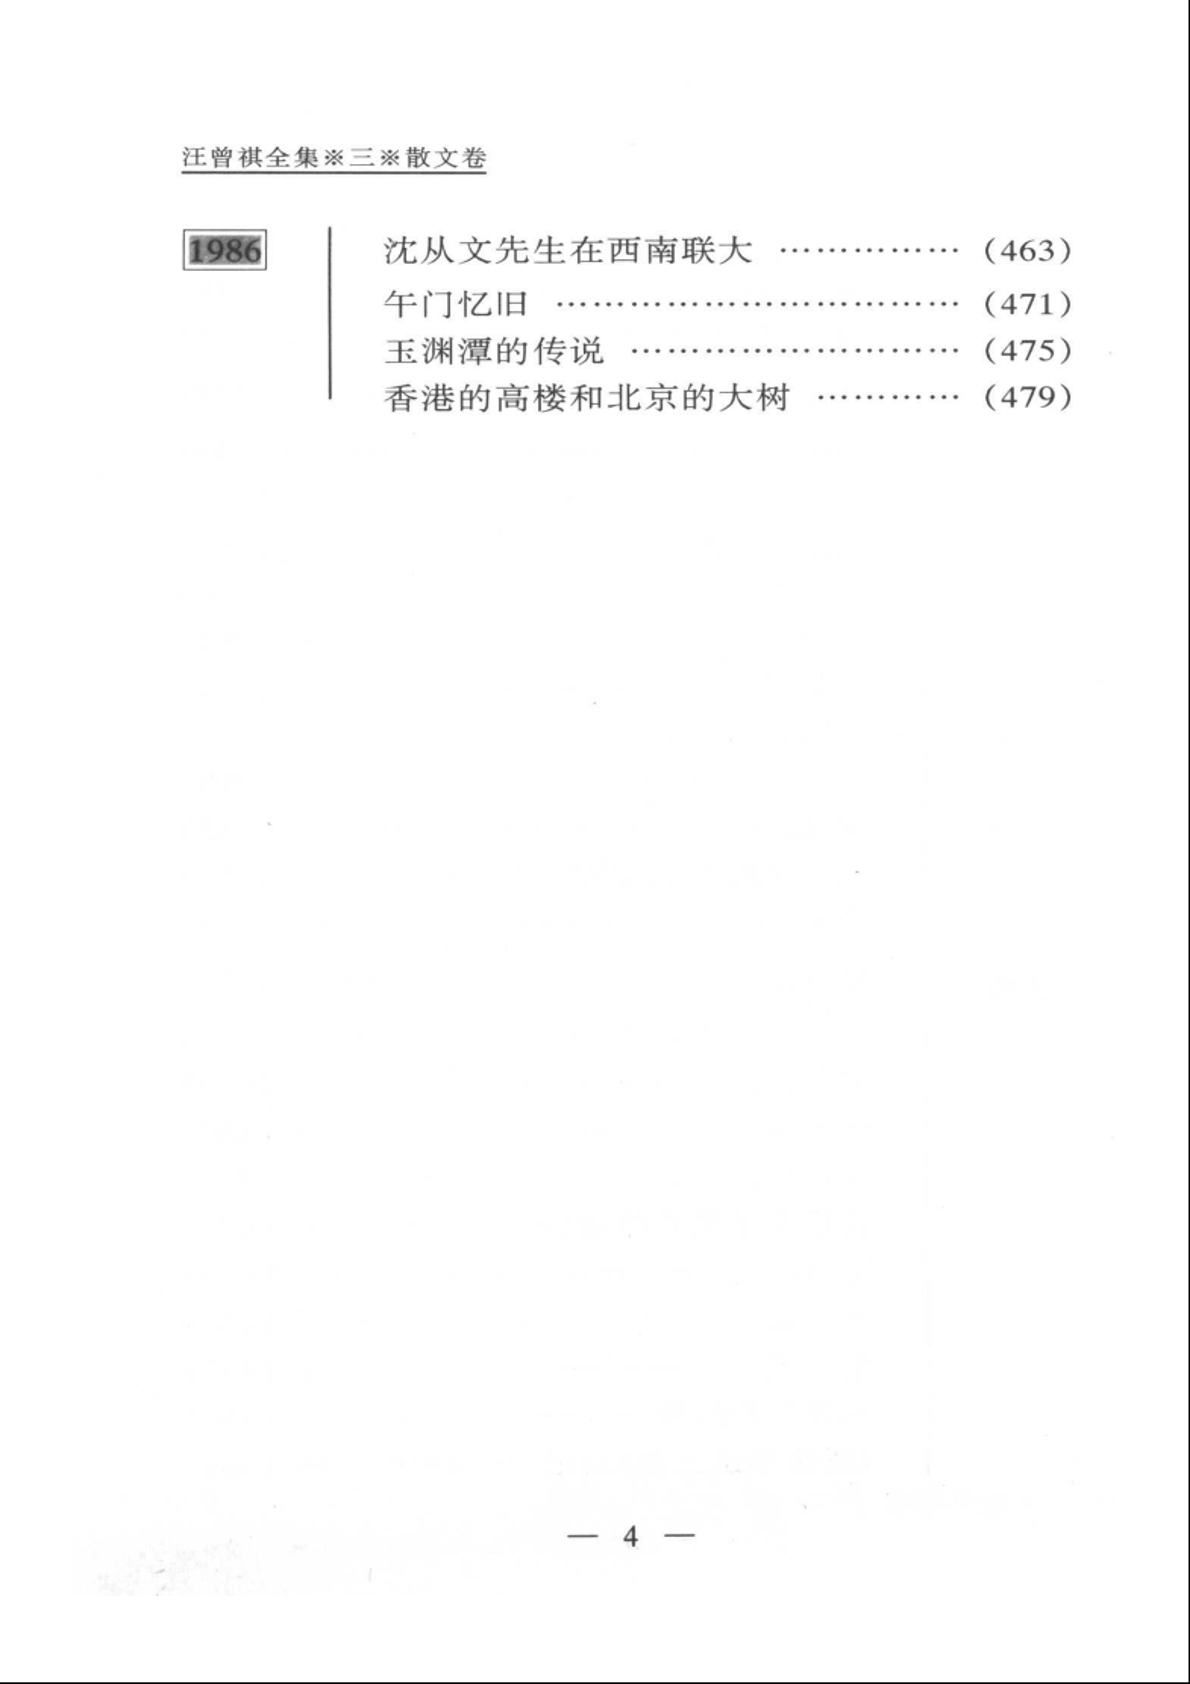 汪曾祺全集※三※散文卷
1986 沈从文先生在西南联大 …………… (463)
午门忆旧 …………………………… (471)
玉渊潭的传说 ……………………… (475)
香港的高楼和北京的大树 ………… (479)
— 4 —